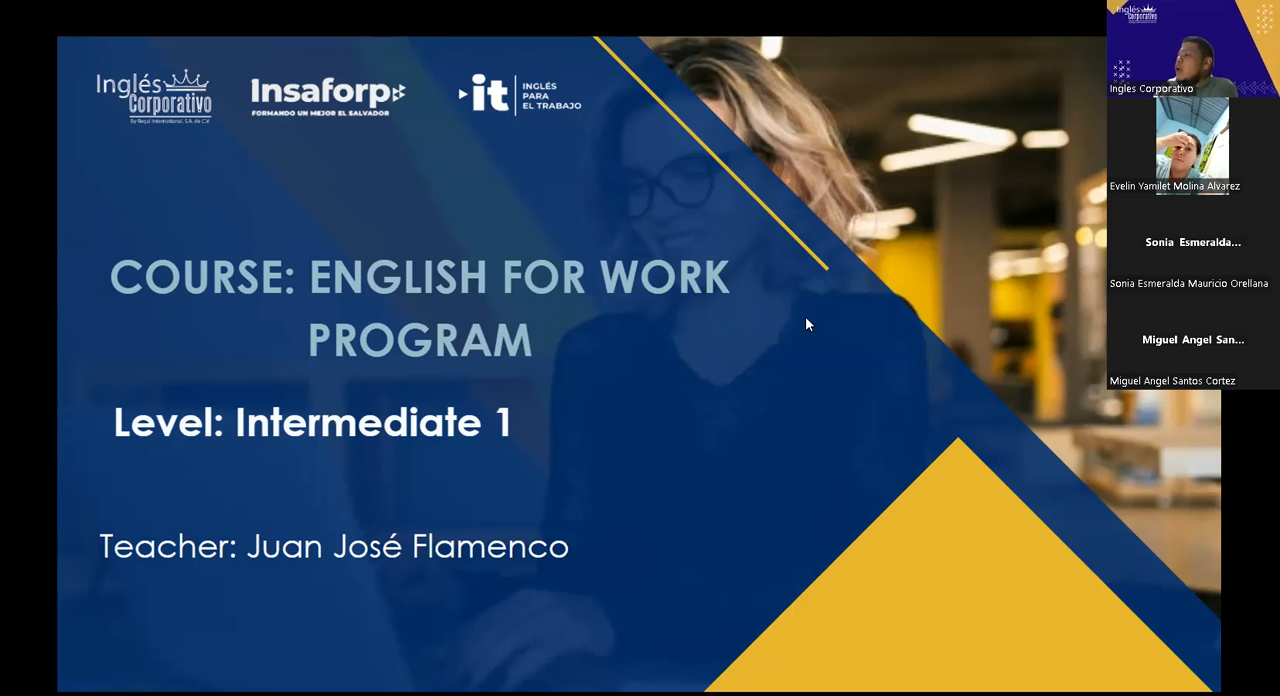 Inglés
Corporativo
By Regal International, S.A. de C.V.
Insaforp
FORMANDO UN MEJOR EL SALVADOR
it
INGLÉS
PARA
EL TRABAJO
COURSE: ENGLISH FOR WORK
PROGRAM
Level: Intermediate 1
Teacher: Juan José Flamenco
Inglés
Corporativo
Ingles Corporativo
Evelin Yamilet Molina Alvarez
Sonia Esmeralda...
Sonia Esmeralda Mauricio Orellana
Miguel Angel San...
Miguel Angel Santos Cortez